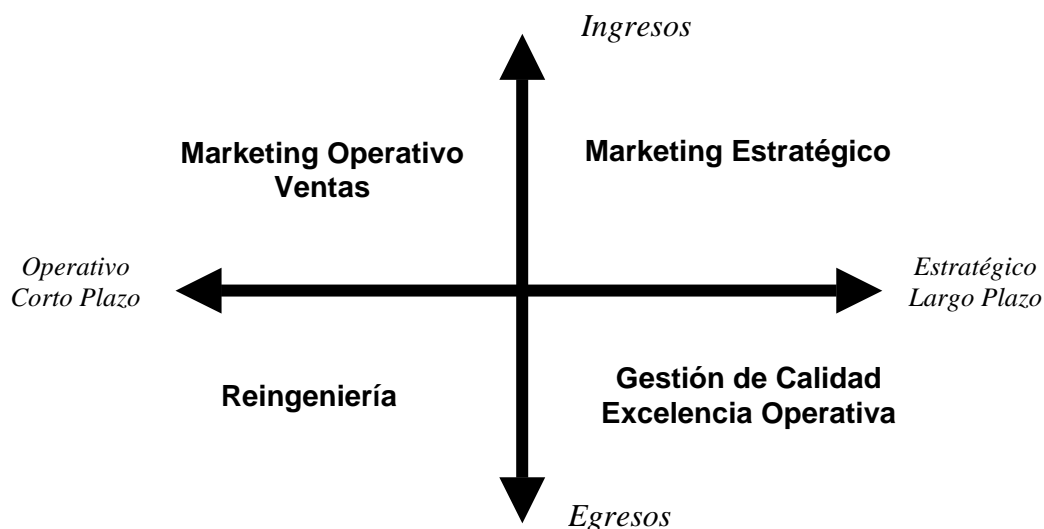 Ingresos
Marketing Operativo
Ventas
Marketing Estratégico
Operativo
Corto Plazo
Estratégico
Largo Plazo
Reingeniería
Gestión de Calidad
Excelencia Operativa
Egresos